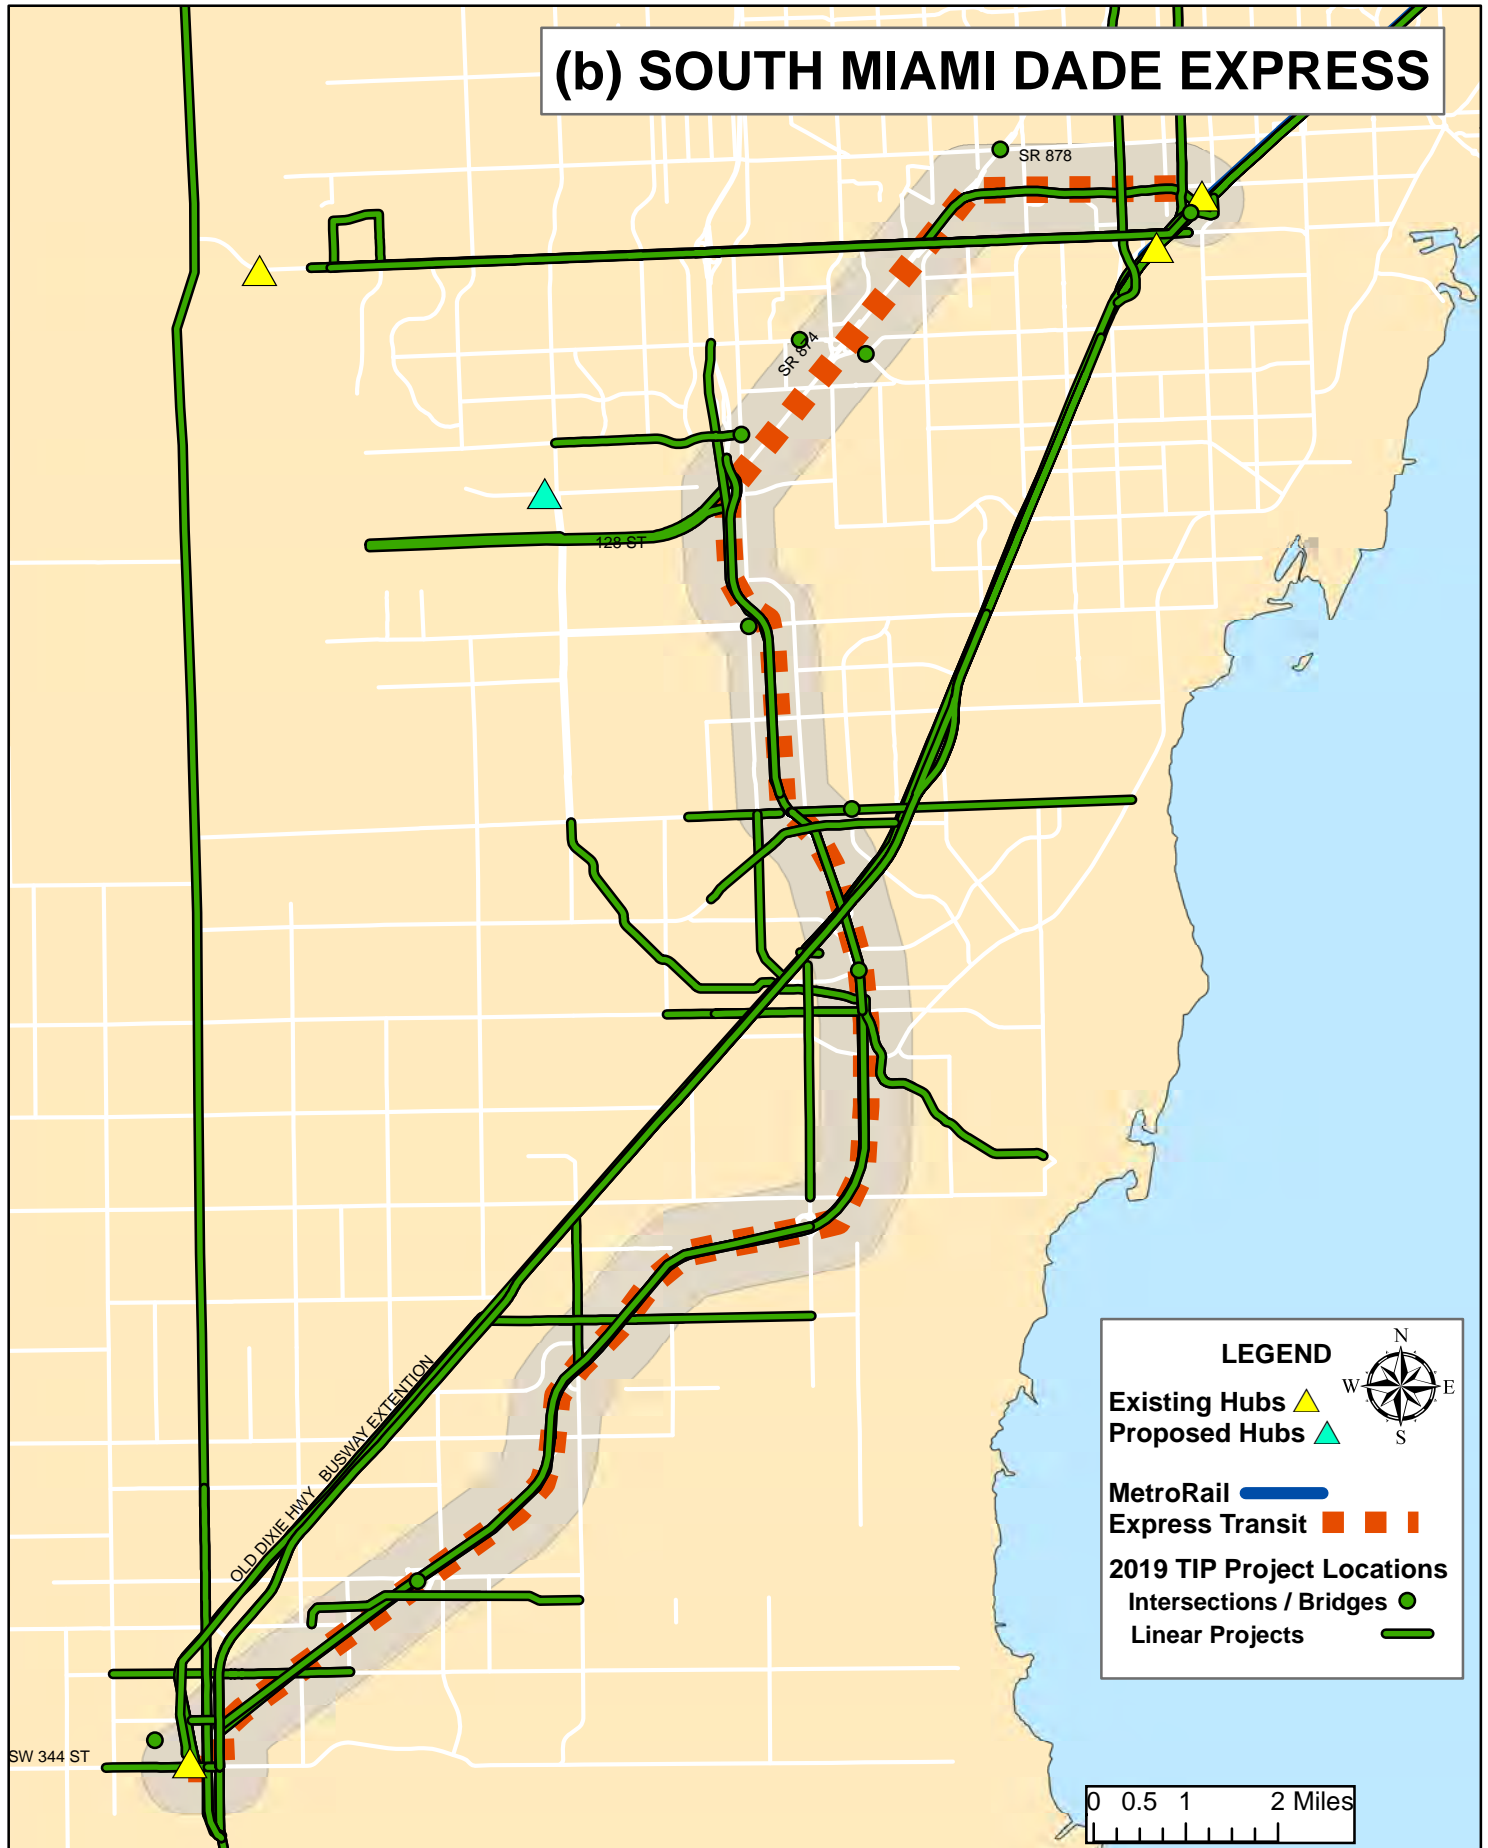 (b) SOUTH MIAMI DADE EXPRESS
SR 878
SR 874
128 ST
OLD DIXIE HWY
BUSWAY EXTENTION
SW 344 ST
LEGEND
N
W
E
S
Existing Hubs
Proposed Hubs
MetroRail
Express Transit
2019 TIP Project Locations
Intersections / Bridges
Linear Projects
0 0.5 1 2 Miles